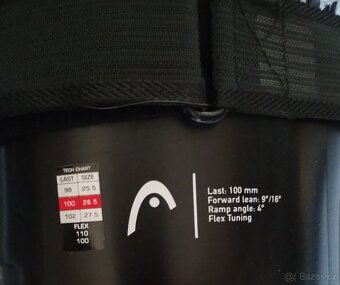 TECH CHART
LAST SIZE
98 25.5
100 26.5
102 27.5
FLEX
110
100
Last: 100 mm
Forward lean: 9°/16°
Ramp angle: 4°
Flex Tuning
© Bazos.cz